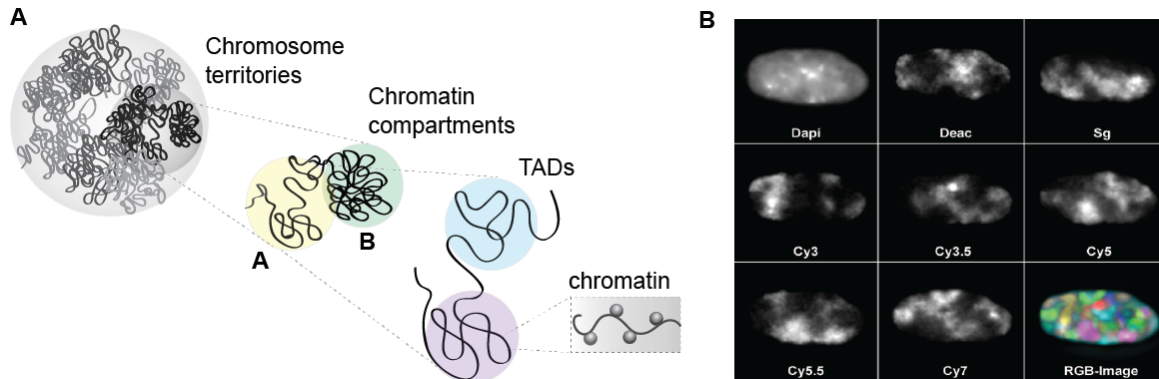 A
Chromosome
territories
Chromatin
compartments
TADs
A
B
chromatin
B
Dapi
Deac
Sg
Cy3
Cy3.5
Cy5
Cy5.5
Cy7
RGB-Image